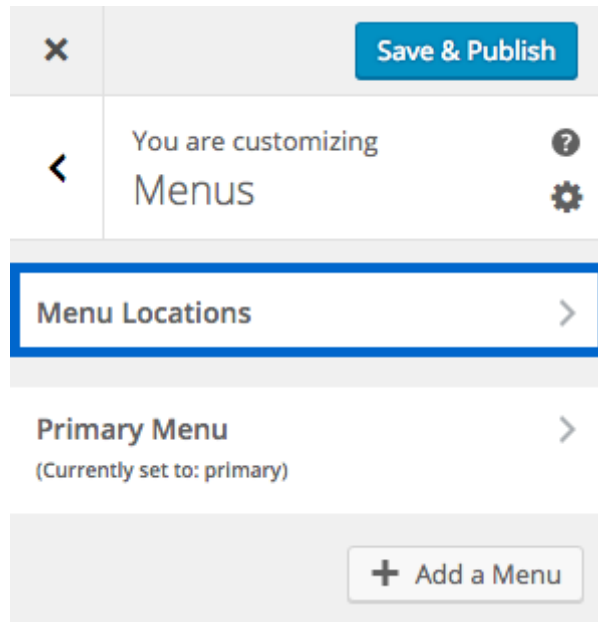 Save & Publish
You are customizing
Menus
Menu Locations
Primary Menu
(Currently set to: primary)
Add a Menu